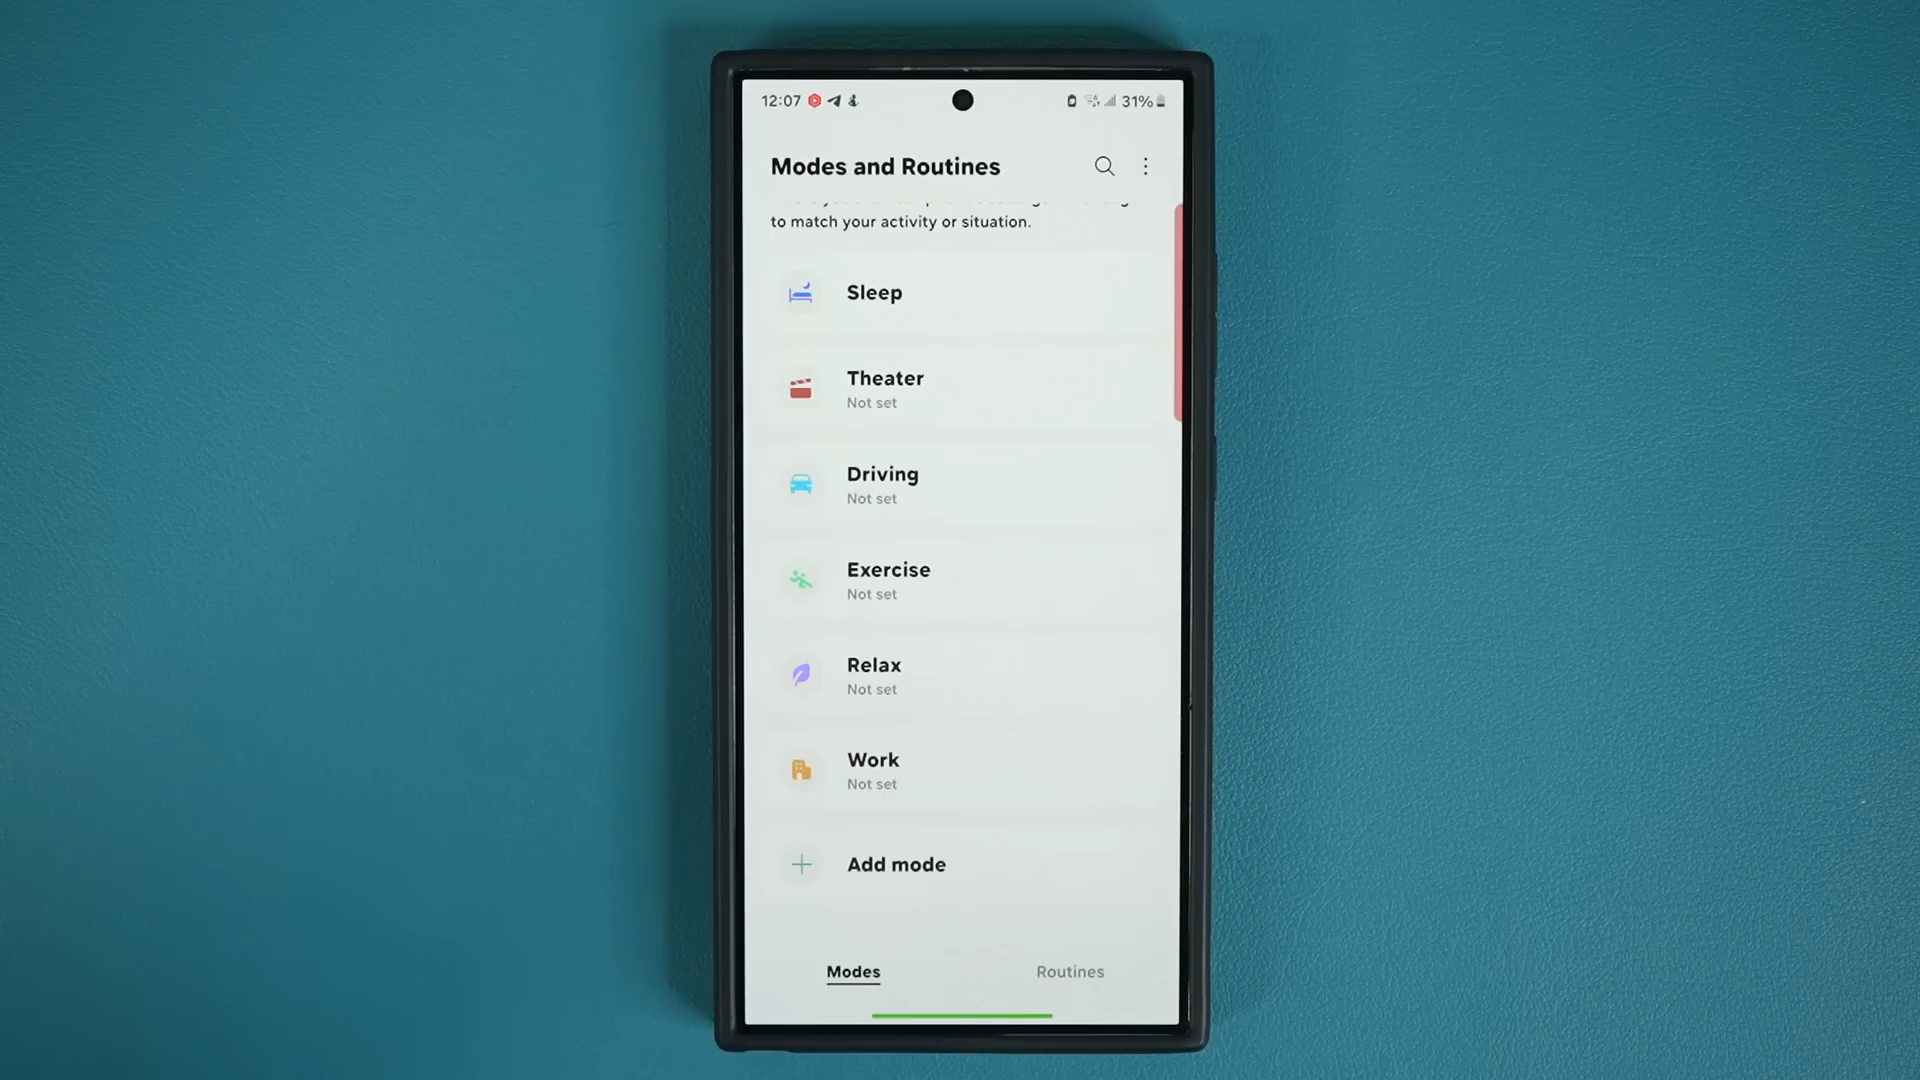 12:07
31%
Modes and Routines
to match your activity or situation.
Sleep
Theater
Not set
Driving
Not set
Exercise
Not set
Relax
Not set
Work
Not set
Add mode
Modes
Routines